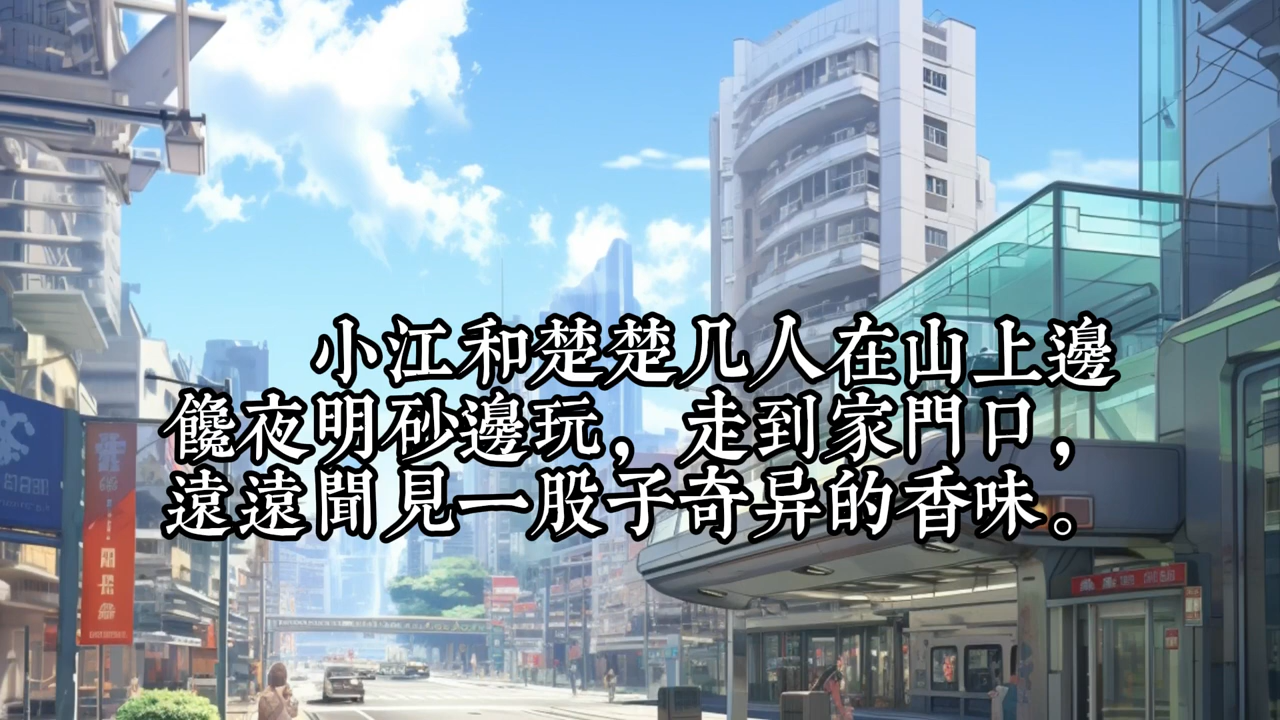 小江和楚楚几人在山上邊
饞夜明砂邊玩，走到家門口，
遠遠聞見一股子奇异的香味。